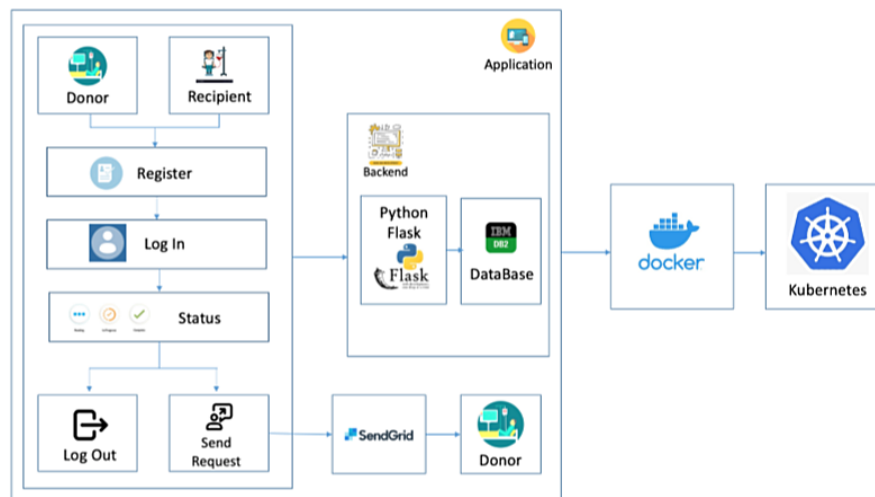 Application
Donor
Recipient
Register
Log In
Status
Log Out
Send
Request
Backend
Python
Flask
Flask
IBM
DB2
DataBase
SendGrid
Donor
docker
Kubernetes